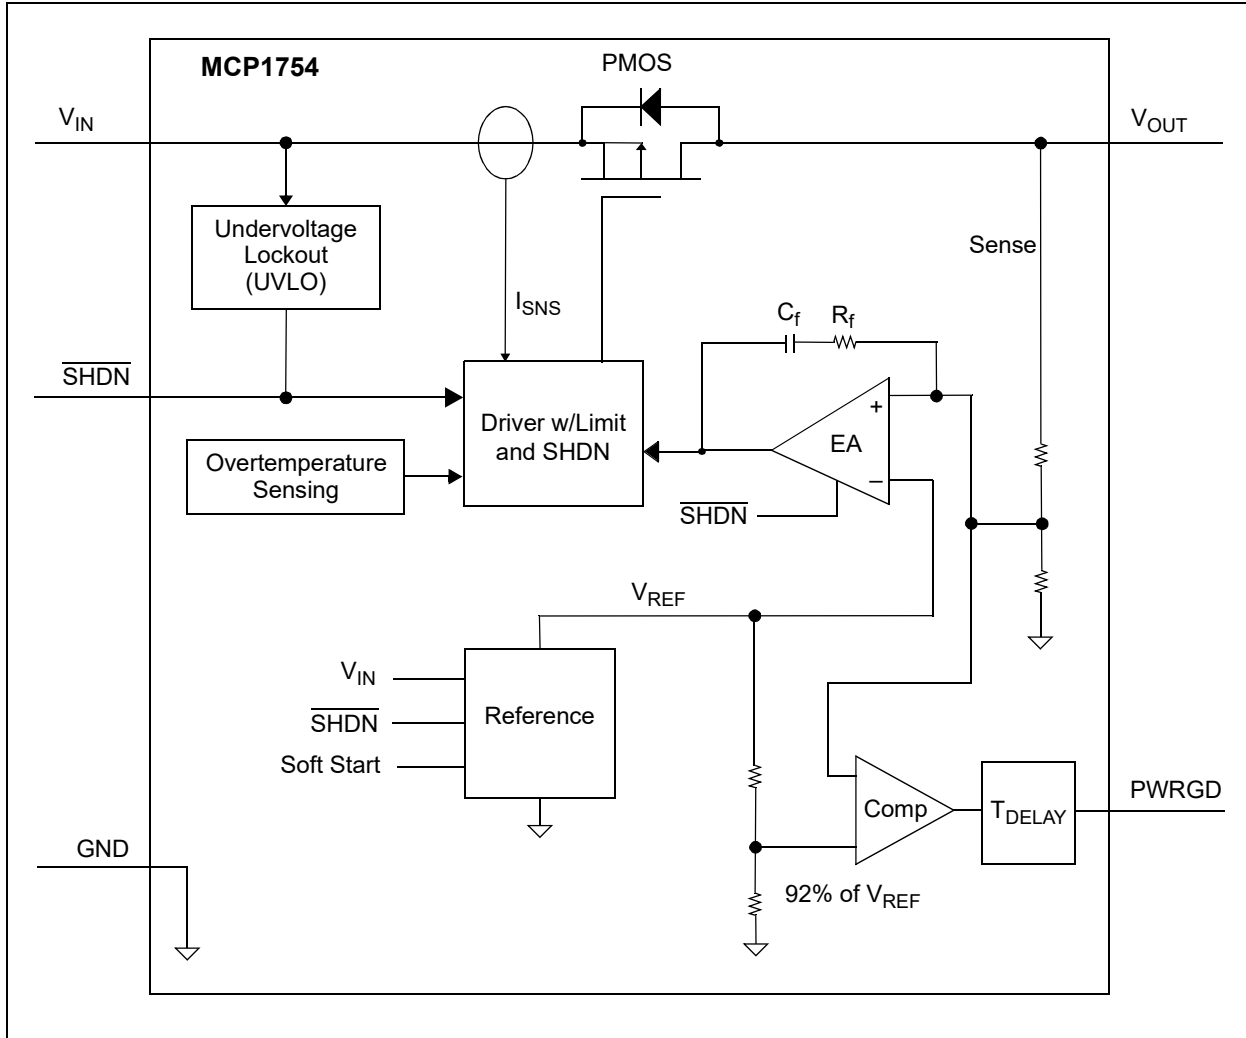 MCP1754
PMOS
VIN
VOUT
Undervoltage
Lockout
(UVLO)
Sense
ISNS
Cf
Rf
SHDN
Driver w/Limit
and SHDN
+
EA
–
Overtemperature
Sensing
SHDN
VREF
VIN
SHDN
Soft Start
Reference
Comp
TDELAY
PWRGD
GND
92% of VREF